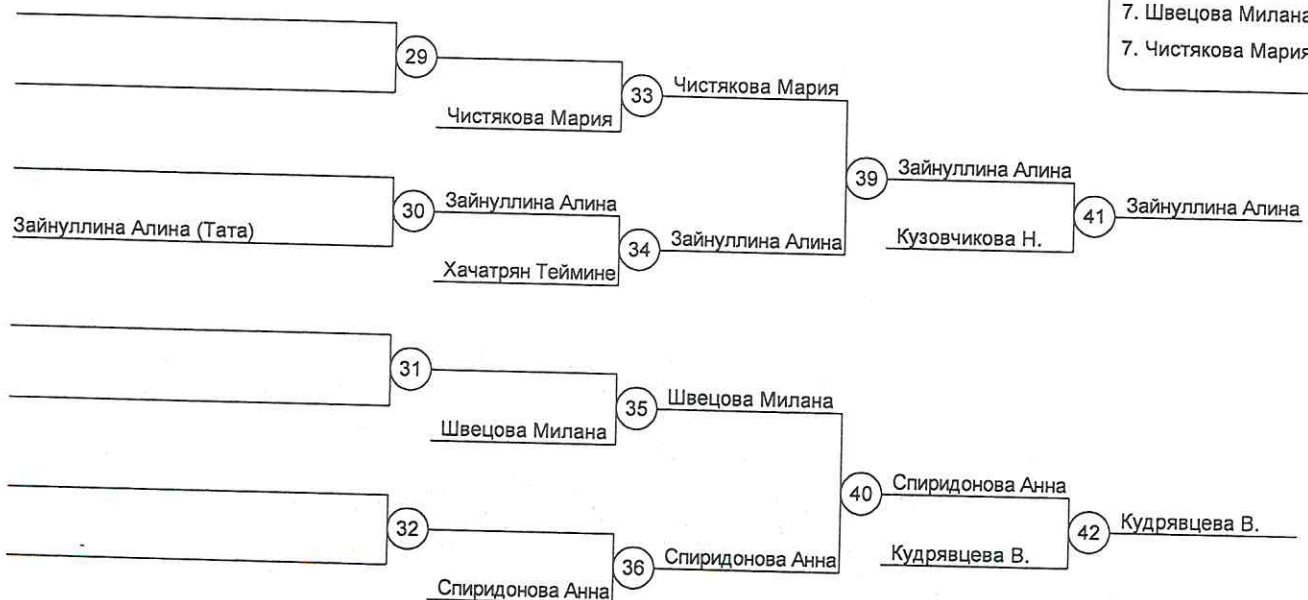 7. Швецова Милана
7. Чистякова Мария
29
Чистякова Мария
33
Чистякова Мария
Зайнуллина Алина (Тата)
30
Зайнуллина Алина
Хачатрян Теймине
34
Зайнуллина Алина
39
Зайнуллина Алина
Кузовчикова Н.
41
Зайнуллина Алина
31
Швецова Милана
35
Швецова Милана
32
Спиридонова Анна
36
Спиридонова Анна
40
Спиридонова Анна
Кудрявцева В.
42
Кудрявцева В.